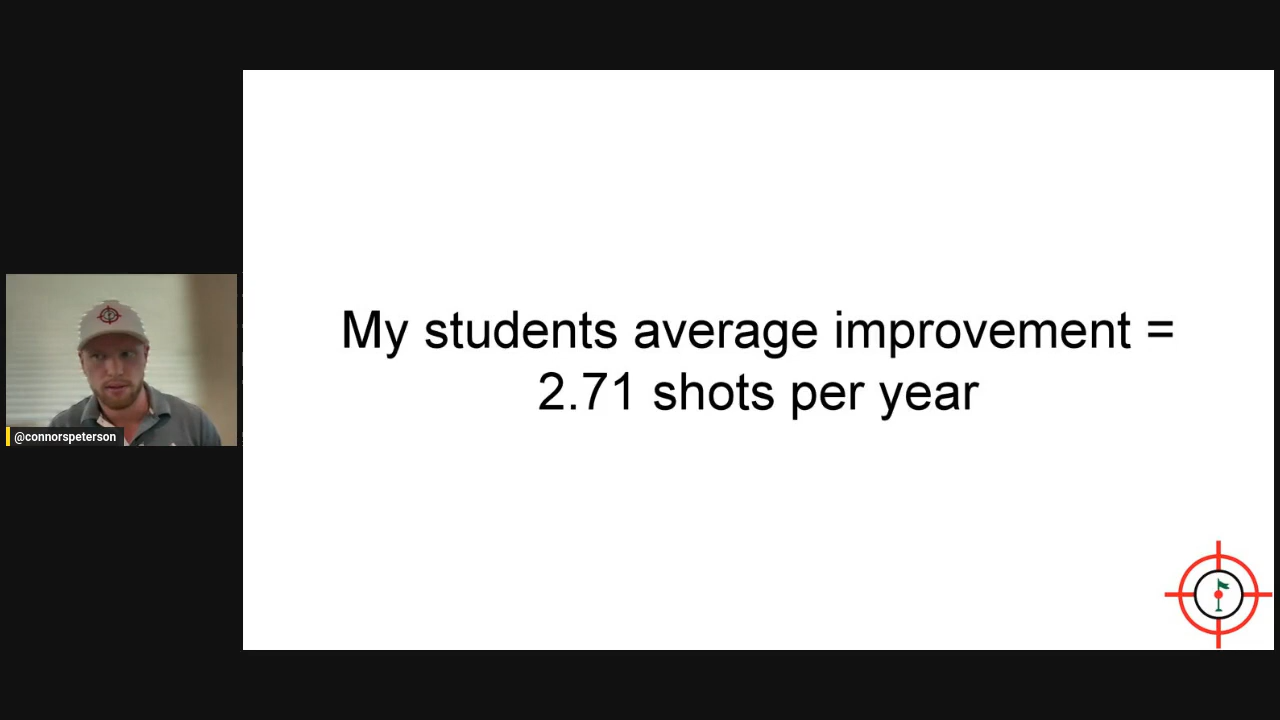 My students average improvement =
2.71 shots per year
@connorspeterson